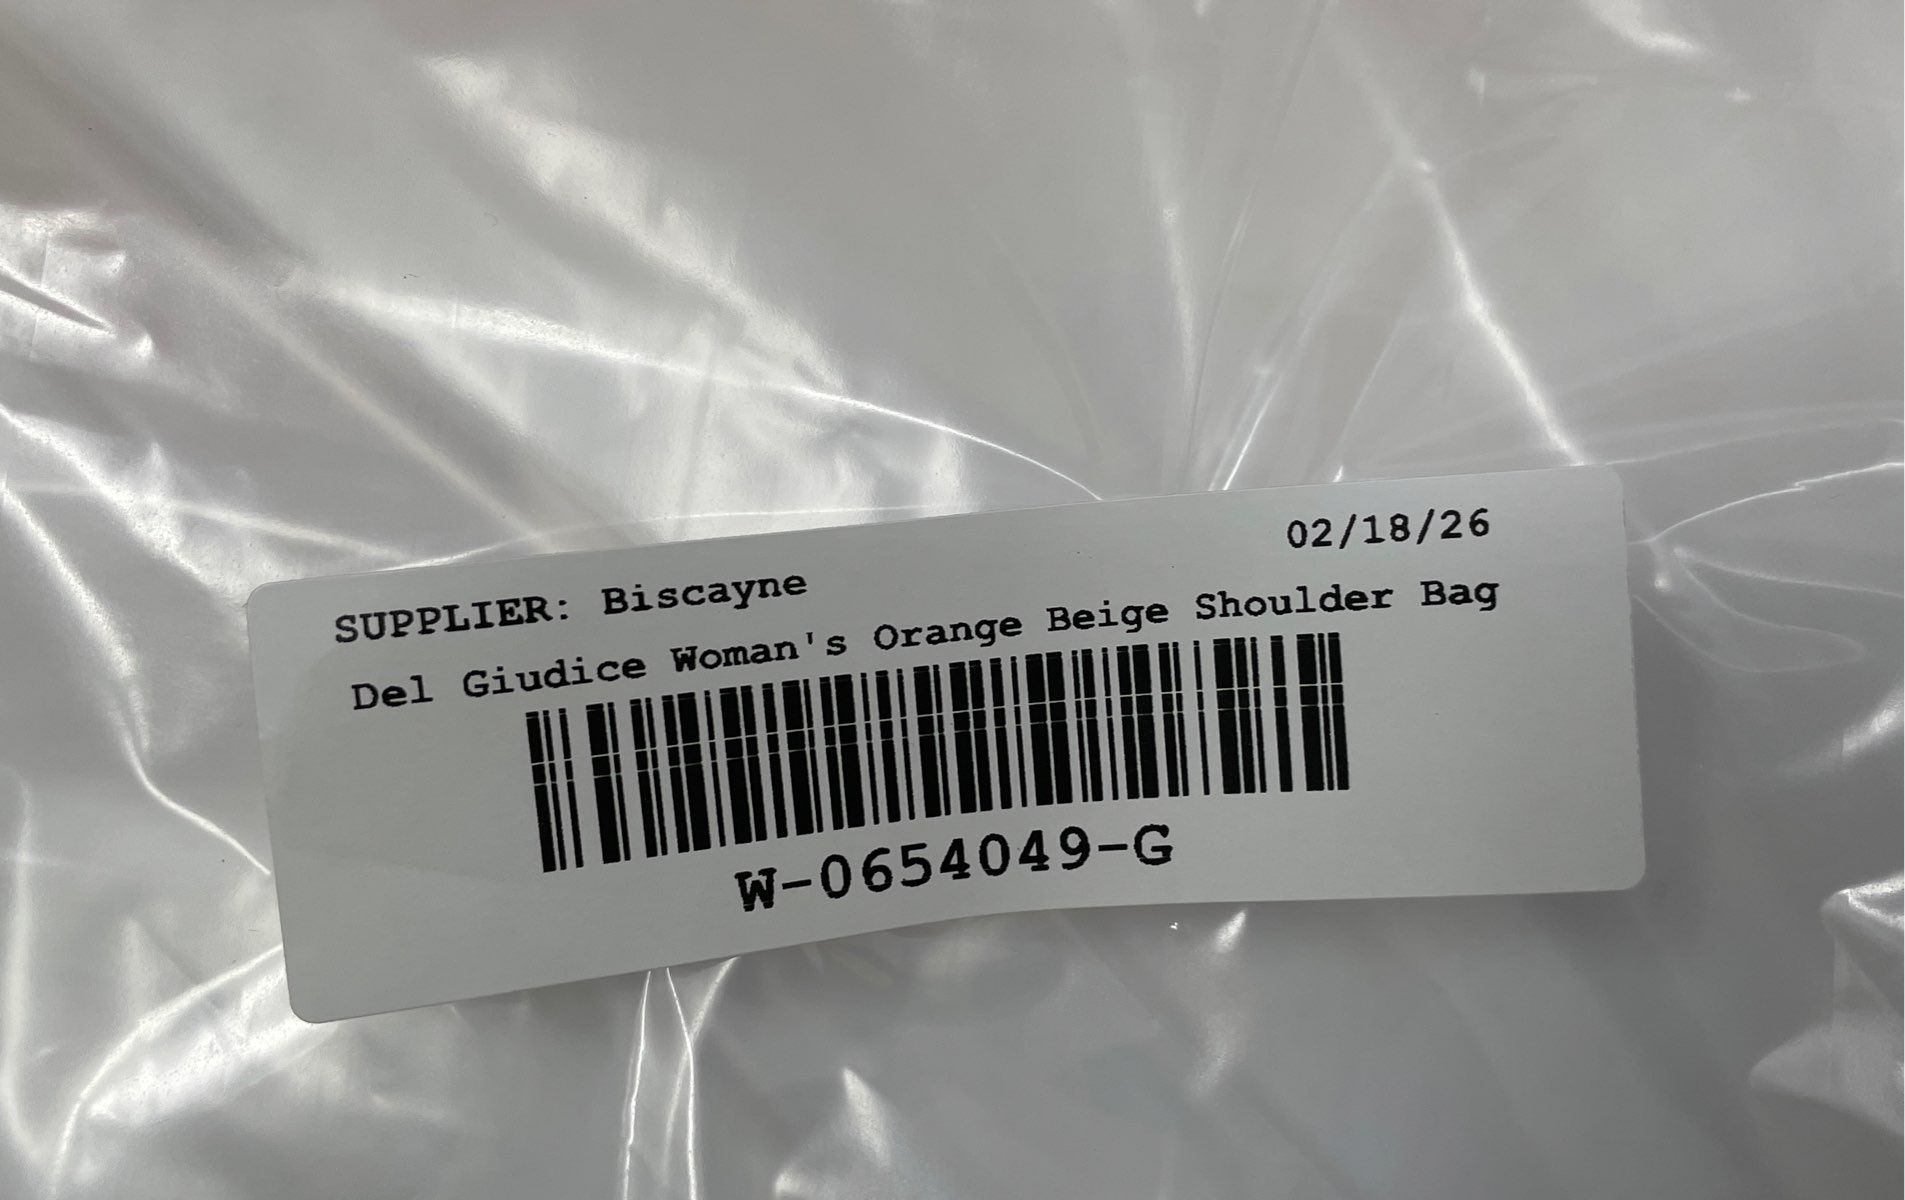 02/18/26
SUPPLIER: Biscayne
Del Giudice Woman's Orange Beige Shoulder Bag
W-0654049-G